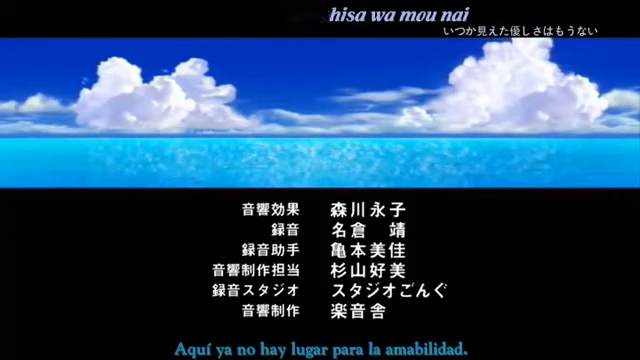 hisa wa mou nai
いつか見えた優しさはもうない
音響効果 森川永子
録音 名倉 靖
録音助手 亀本美佳
音響制作担当 杉山好美
録音スタジオ スタジオごんぐ
音響制作 楽音舎
Aquí ya no hay lugar para la amabilidad.